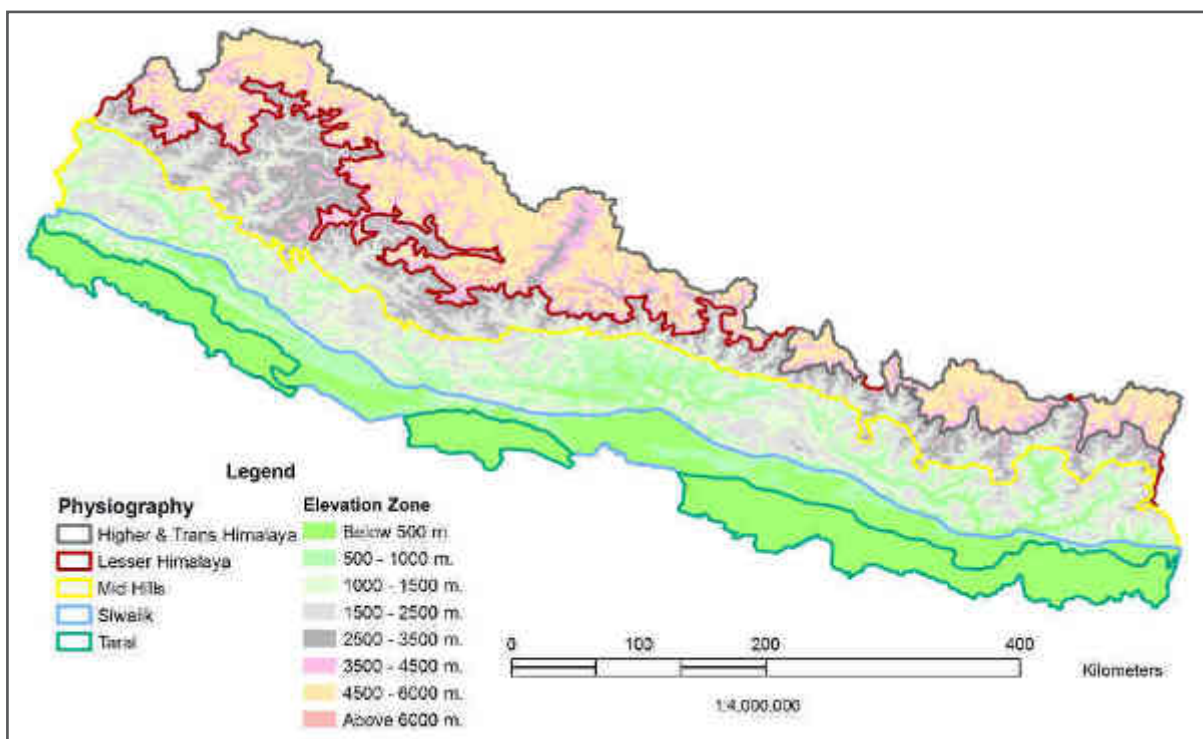 Legend
Physiography
Higher & Trans Himalaya
Lesser Himalaya
Mid Hills
Siwalik
Tarai
Elevation Zone
Below 500 m.
500 - 1000 m.
1000 - 1500 m.
1500 - 2500 m.
2500 - 3500 m.
3500 - 4500 m.
4500 - 6000 m.
Above 6000 m.
0 100 200 400
Kilometers
1:4,000,000